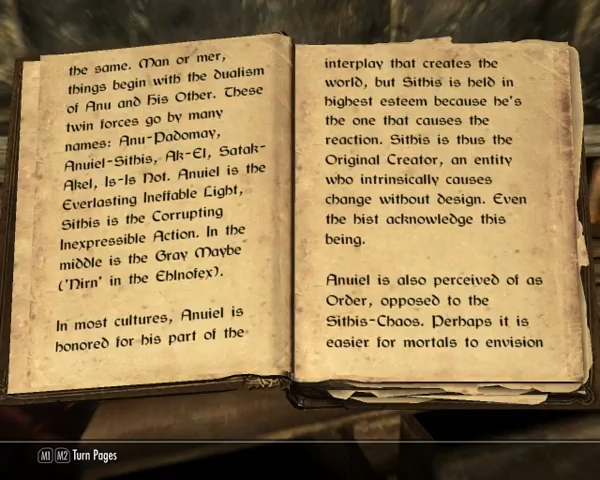 the same. Man or mer,
things begin with the dualism
of Anu and his Other. These
twin forces go by many
names: Anu-Padomay,
Anuiel-Sithis, Ak-El, Satak-
Akel, Is-Is Not. Anuiel is the
Everlasting Ineffable Light,
Sithis is the Corrupting
Inexpressible Action. In the
middle is the Gray Maybe
('Nirn' in the Ehlnofex).
In most cultures, Anuiel is
honored for his part of the
interplay that creates the
world, but Sithis is held in
highest esteem because he's
the one that causes the
reaction. Sithis is thus the
Original Creator, an entity
who intrinsically causes
change without design. Even
the hist acknowledge this
being.
Anuiel is also perceived of as
Order, opposed to the
Sithis-Chaos. Perhaps it is
easier for mortals to envision
M1 M2 Turn Pages